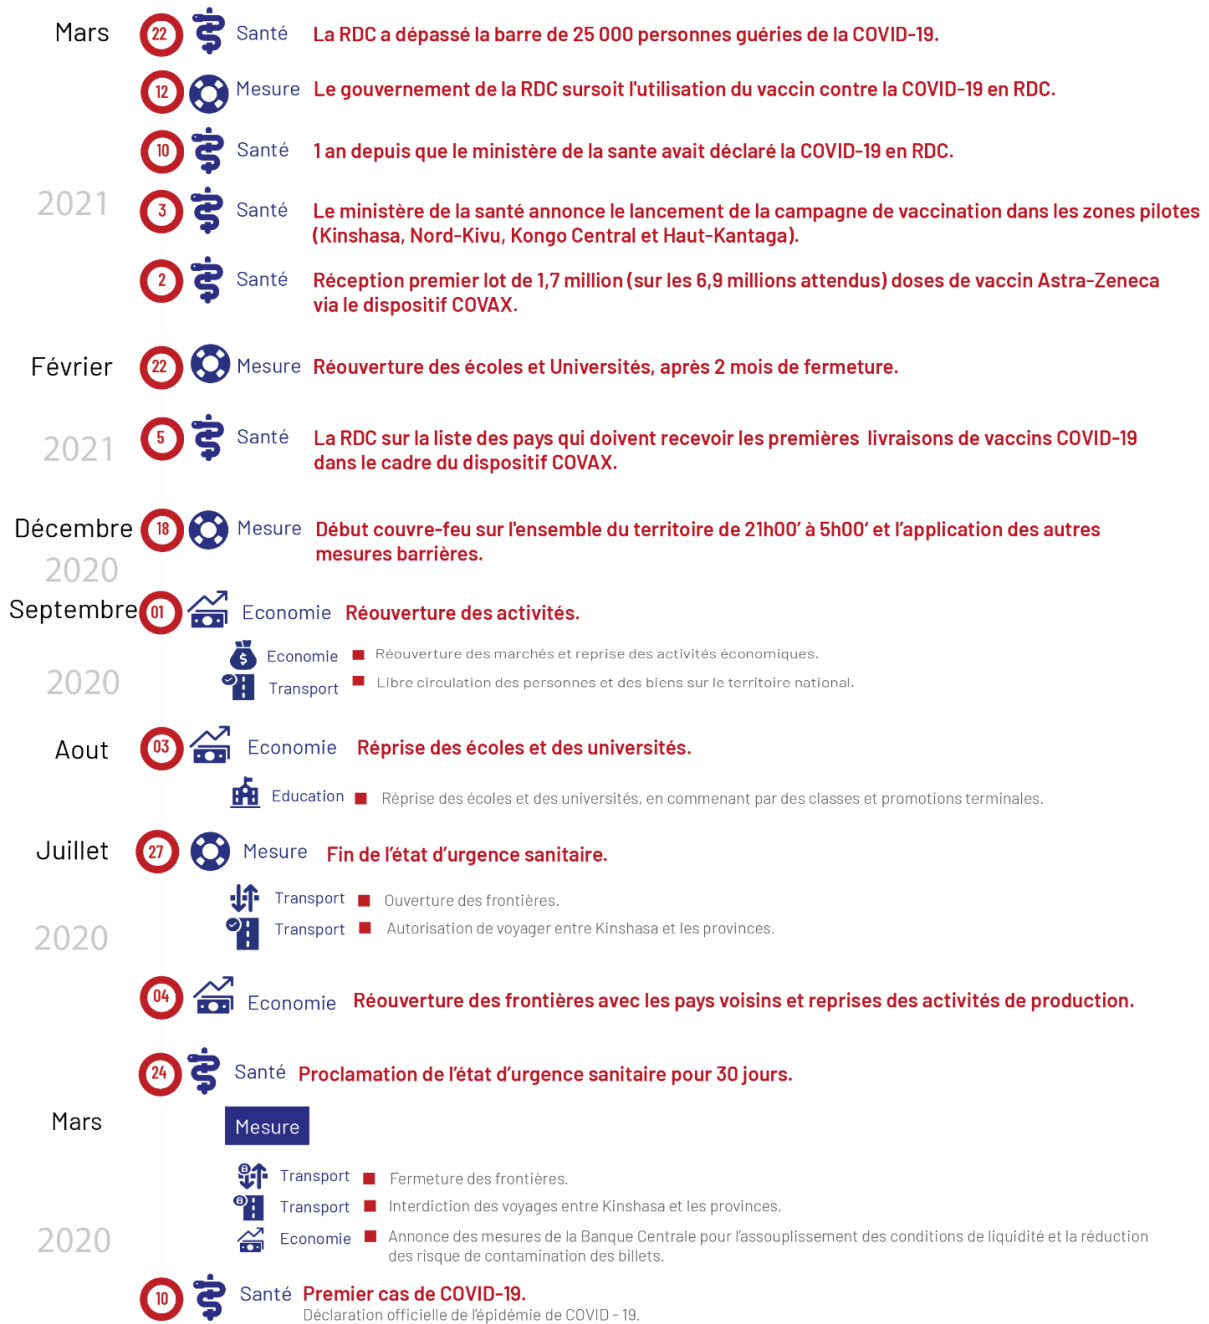 Mars 22 Santé La RDC a dépassé la barre de 25 000 personnes guéries de la COVID-19.
12 Mesure Le gouvernement de la RDC sursoit l'utilisation du vaccin contre la COVID-19 en RDC.
10 Santé 1 an depuis que le ministère de la sante avait déclaré la COVID-19 en RDC.
2021
3 Santé Le ministère de la santé annonce le lancement de la campagne de vaccination dans les zones pilotes
(Kinshasa, Nord-Kivu, Kongo Central et Haut-Kantaga).
2 Santé Réception premier lot de 1,7 million (sur les 6,9 millions attendus) doses de vaccin Astra-Zeneca
via le dispositif COVAX.
Février 22 Mesure Réouverture des écoles et Universités, après 2 mois de fermeture.
2021
5 Santé La RDC sur la liste des pays qui doivent recevoir les premières livraisons de vaccins COVID-19
dans le cadre du dispositif COVAX.
Décembre 18 Mesure Début couvre-feu sur l'ensemble du territoire de 21h00’ à 5h00‘ et l’application des autres
mesures barrières.
2020
Septembre 01 Economie Réouverture des activités.
Economie Réouverture des marchés et reprise des activités économiques.
2020
Transport Libre circulation des personnes et des biens sur le territoire national.
Aout 03 Economie Réprise des écoles et des universités.
Education Réprise des écoles et des universités, en commenant par des classes et promotions terminales.
Juillet 27 Mesure Fin de l’état d’urgence sanitaire.
Transport Ouverture des frontières.
Transport Autorisation de voyager entre Kinshasa et les provinces.
2020
04 Economie Réouverture des frontières avec les pays voisins et reprises des activités de production.
24 Santé Proclamation de l’état d’urgence sanitaire pour 30 jours.
Mars
Mesure
Transport Fermeture des frontières.
Transport Interdiction des voyages entre Kinshasa et les provinces.
2020
Economie Annonce des mesures de la Banque Centrale pour l’assouplissement des conditions de liquidité et la réduction
des risque de contamination des billets.
10 Santé Premier cas de COVID-19.
Déclaration officielle de l’épidémie de COVID - 19.